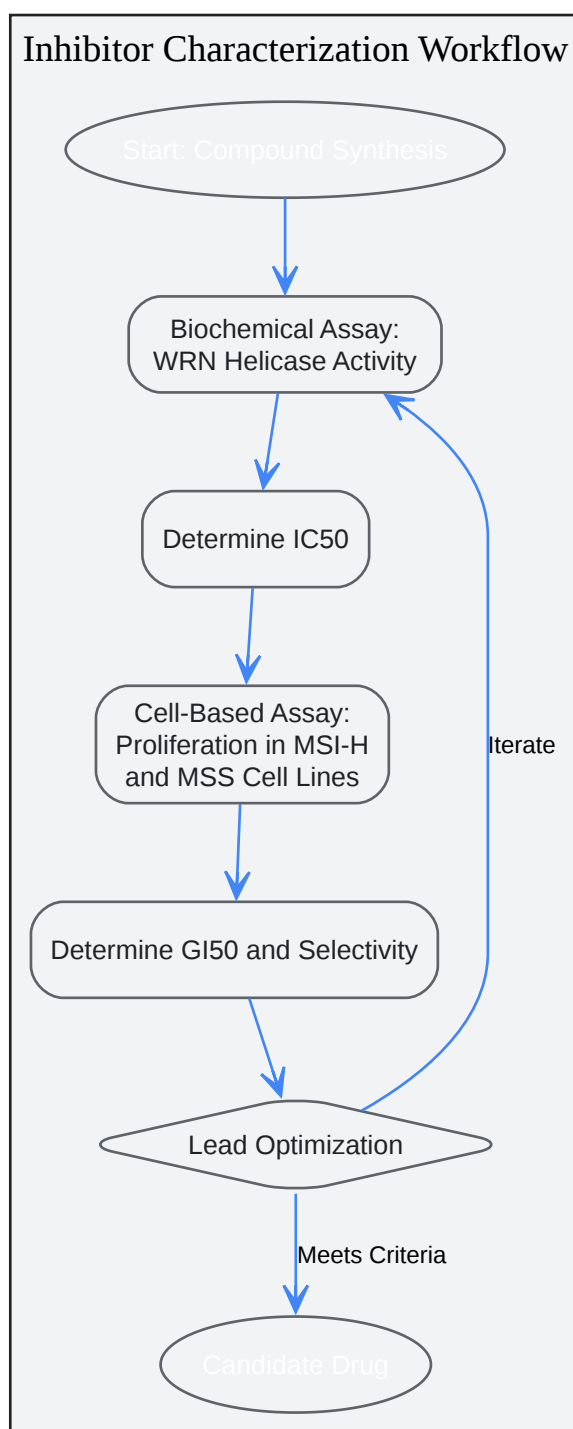 Inhibitor Characterization Workflow
Start: Compound Synthesis
Biochemical Assay:
WRN Helicase Activity
Determine IC50
Cell-Based Assay:
Proliferation in MSI-H
and MSS Cell Lines
Iterate
Determine GI50 and Selectivity
Lead Optimization
Meets Criteria
Candidate Drug